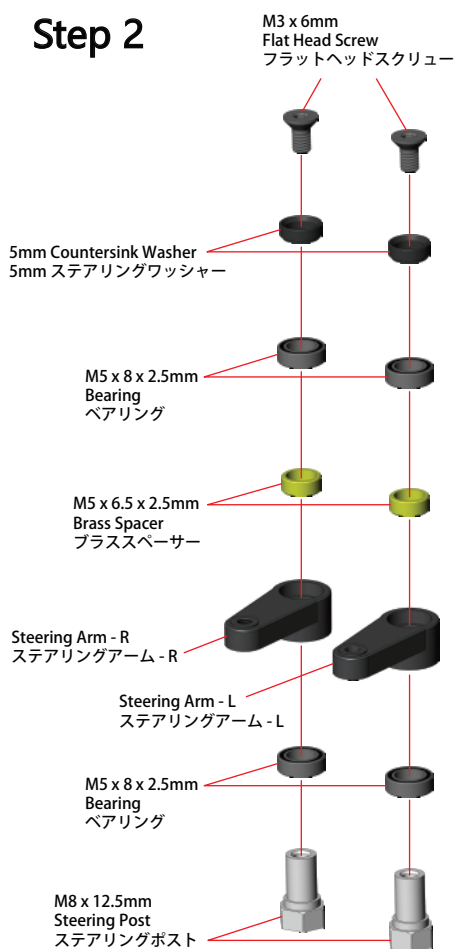 Step 2
M3 x 6mm
Flat Head Screw
フラットヘッドスクリュー
5mm Countersink Washer
5mm ステアリングワッシャー
M5 x 8 x 2.5mm
Bearing
ベアリング
M5 x 6.5 x 2.5mm
Brass Spacer
ブラススペーサー
Steering Arm - R
ステアリングアーム - R
Steering Arm - L
ステアリングアーム - L
M5 x 8 x 2.5mm
Bearing
ベアリング
M8 x 12.5mm
Steering Post
ステアリングポスト